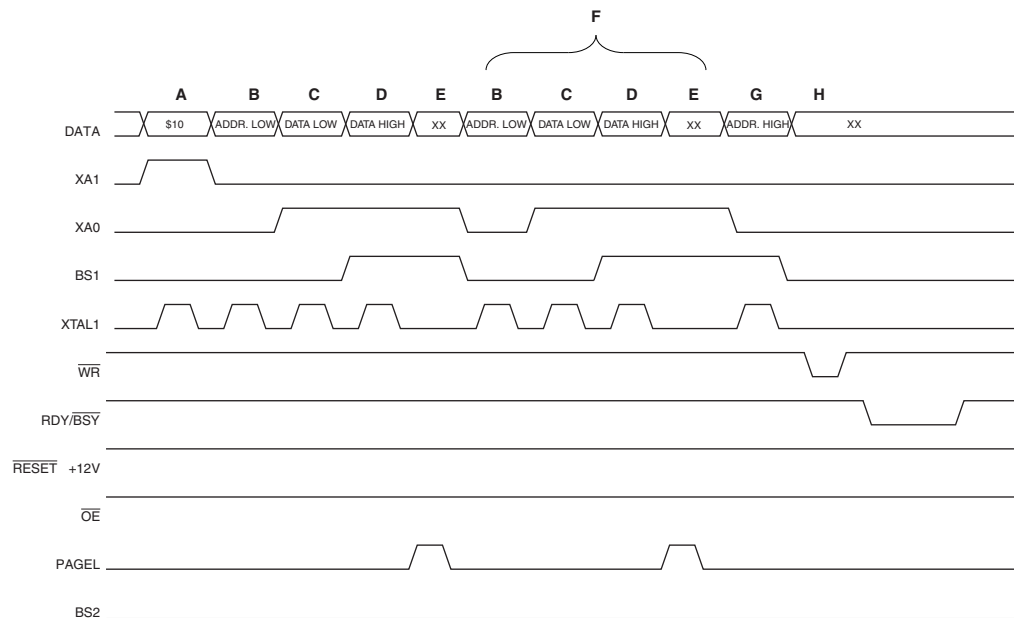 F
A B C D E B C D E G H
DATA $10 ADDR. LOW DATA LOW DATA HIGH XX ADDR. LOW DATA LOW DATA HIGH XX ADDR. HIGH XX
XA1
XA0
BS1
XTAL1
WR
RDY/BSY
RESET +12V
OE
PAGEL
BS2